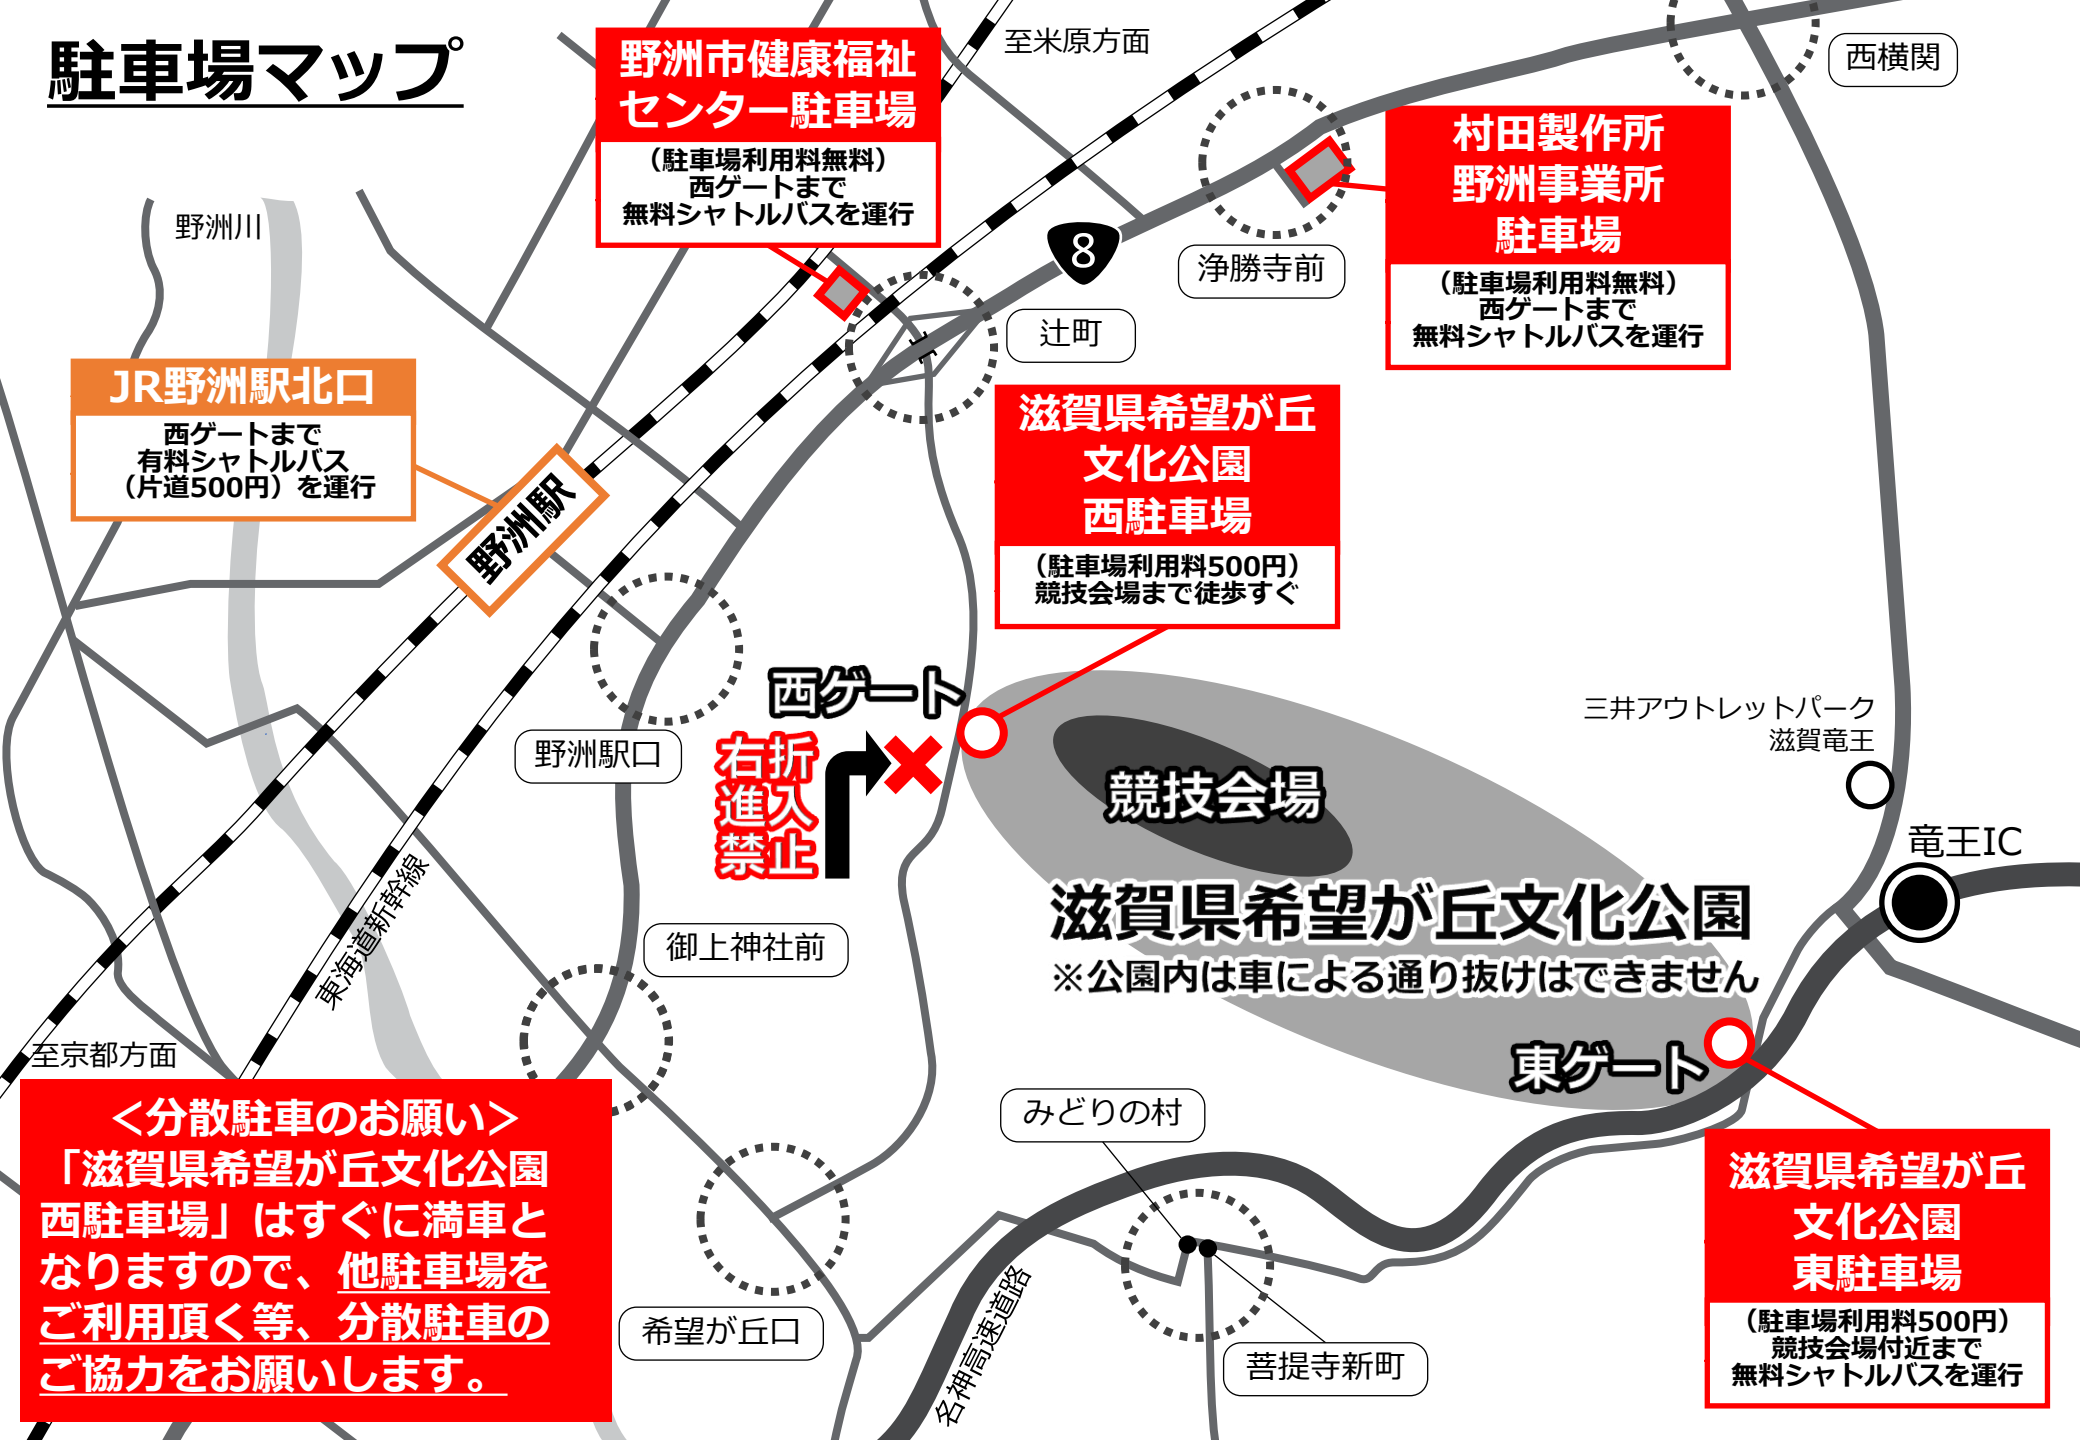 駐車場マップ
至米原方面
西横関
野洲市健康福祉
センター駐車場
（駐車場利用料無料）
西ゲートまで
無料シャトルバスを運行
村田製作所
野洲事業所
駐車場
（駐車場利用料無料）
西ゲートまで
無料シャトルバスを運行
野洲川
8
浄勝寺前
辻町
JR野洲駅北口
西ゲートまで
有料シャトルバス
（片道500円）を運行
野洲駅
滋賀県希望が丘
文化公園
西駐車場
（駐車場利用料500円）
競技会場まで徒歩すぐ
西ゲート
右折
進入
禁止
野洲駅口
三井アウトレットパーク
滋賀竜王
競技会場
竜王IC
滋賀県希望が丘文化公園
※公園内は車による通り抜けはできません
東海道新幹線
御上神社前
至京都方面
東ゲート
＜分散駐車のお願い＞
「滋賀県希望が丘文化公園
西駐車場」はすぐに満車と
なりますので、他駐車場を
ご利用頂く等、分散駐車の
ご協力をお願いします。
みどりの村
希望が丘口
名神高速道路
菩提寺新町
滋賀県希望が丘
文化公園
東駐車場
（駐車場利用料500円）
競技会場付近まで
無料シャトルバスを運行